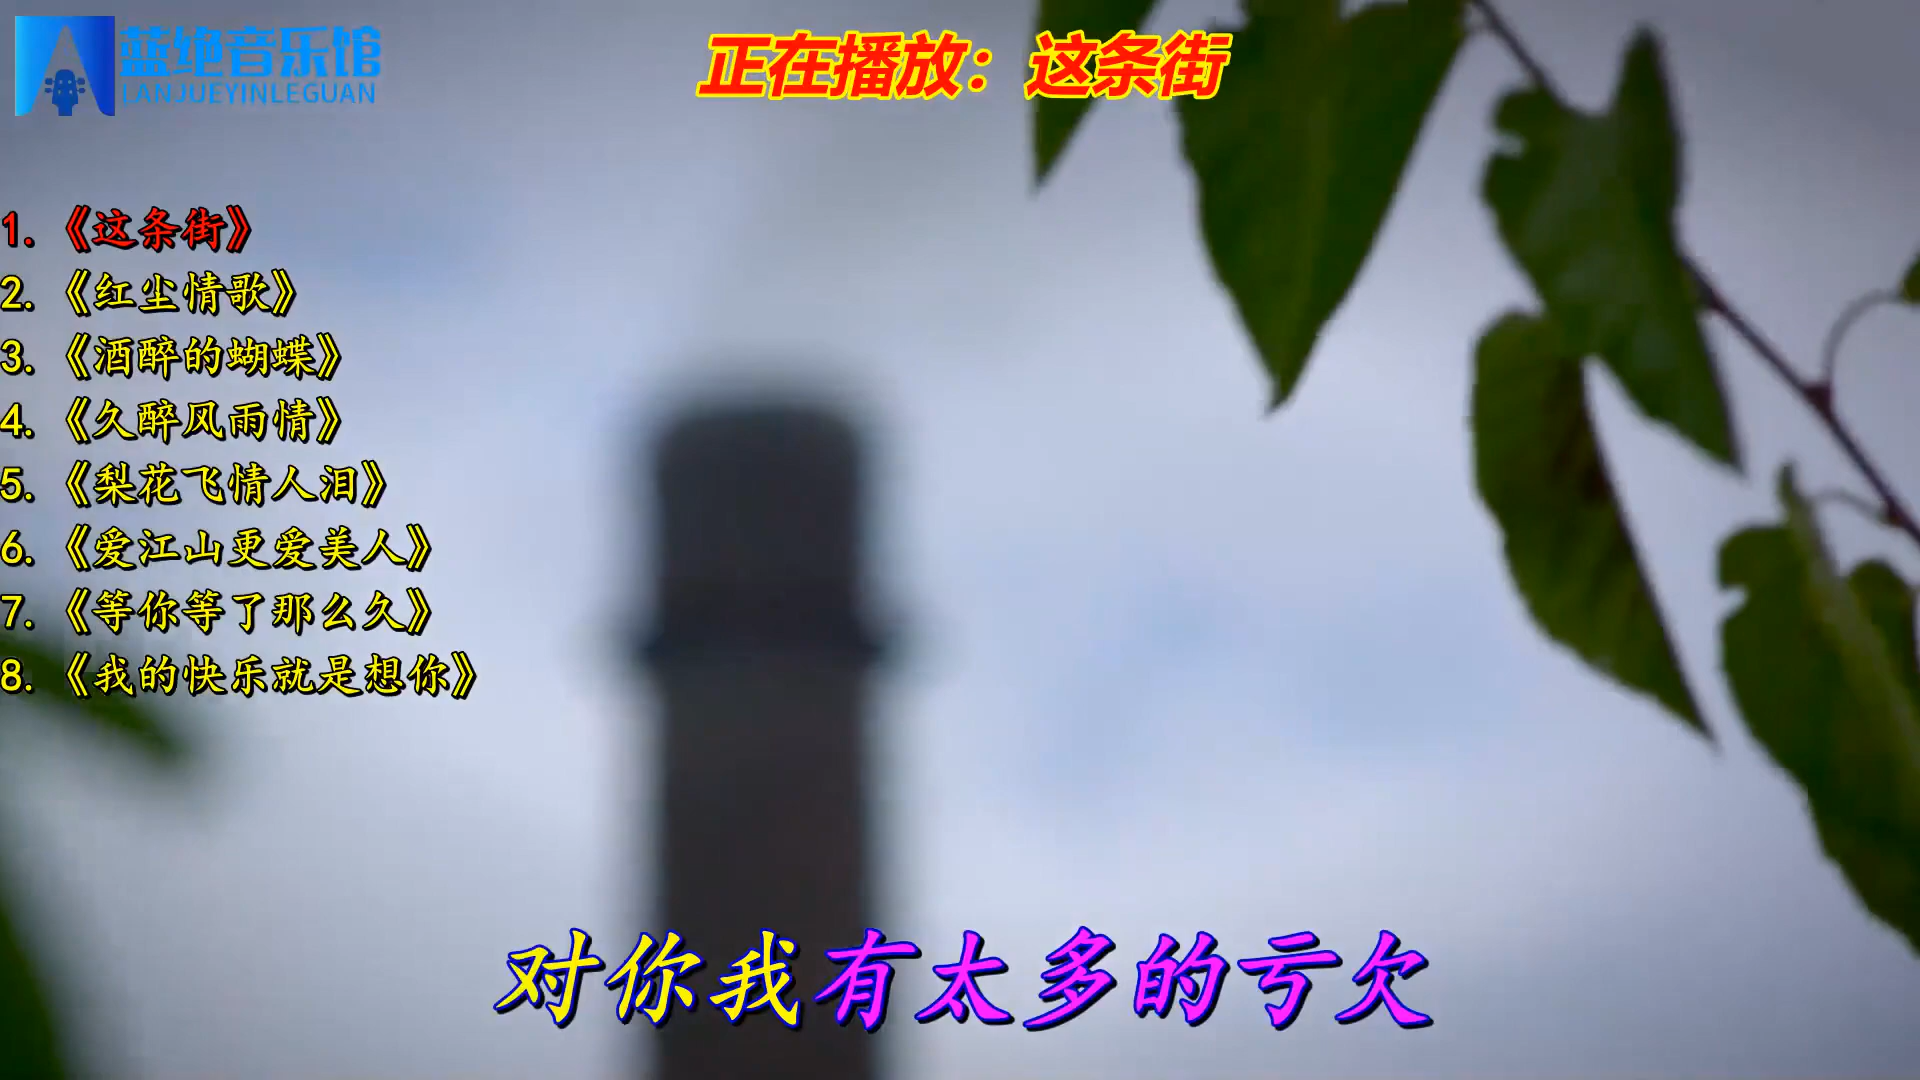 蓝绝音乐馆
LANJUEYINLEGUAN
正在播放：这条街
1.《这条街》
2.《红尘情歌》
3.《酒醉的蝴蝶》
4.《久醉风雨情》
5.《梨花飞情人泪》
6.《爱江山更爱美人》
7.《等你等了那么久》
8.《我的快乐就是想你》
对你我有太多的亏欠